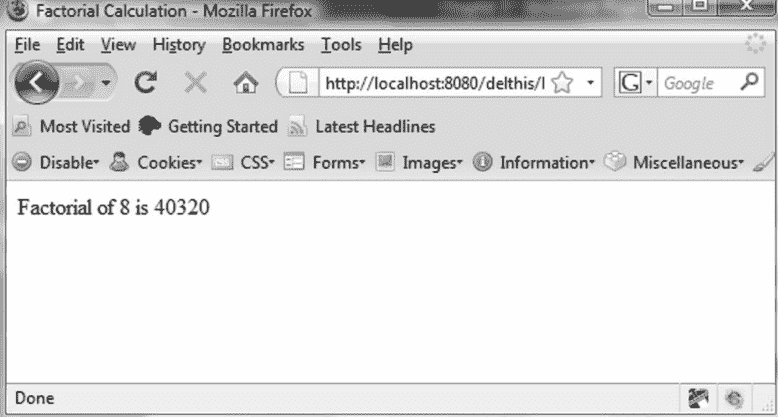 Factorial Calculation - Mozilla Firefox
File Edit View History Bookmarks Tools Help
http://localhost:8080/delthis/l G Google
Most Visited Getting Started Latest Headlines
Disable Cookies CSS Forms Images Information Miscellaneous
Factorial of 8 is 40320
Done